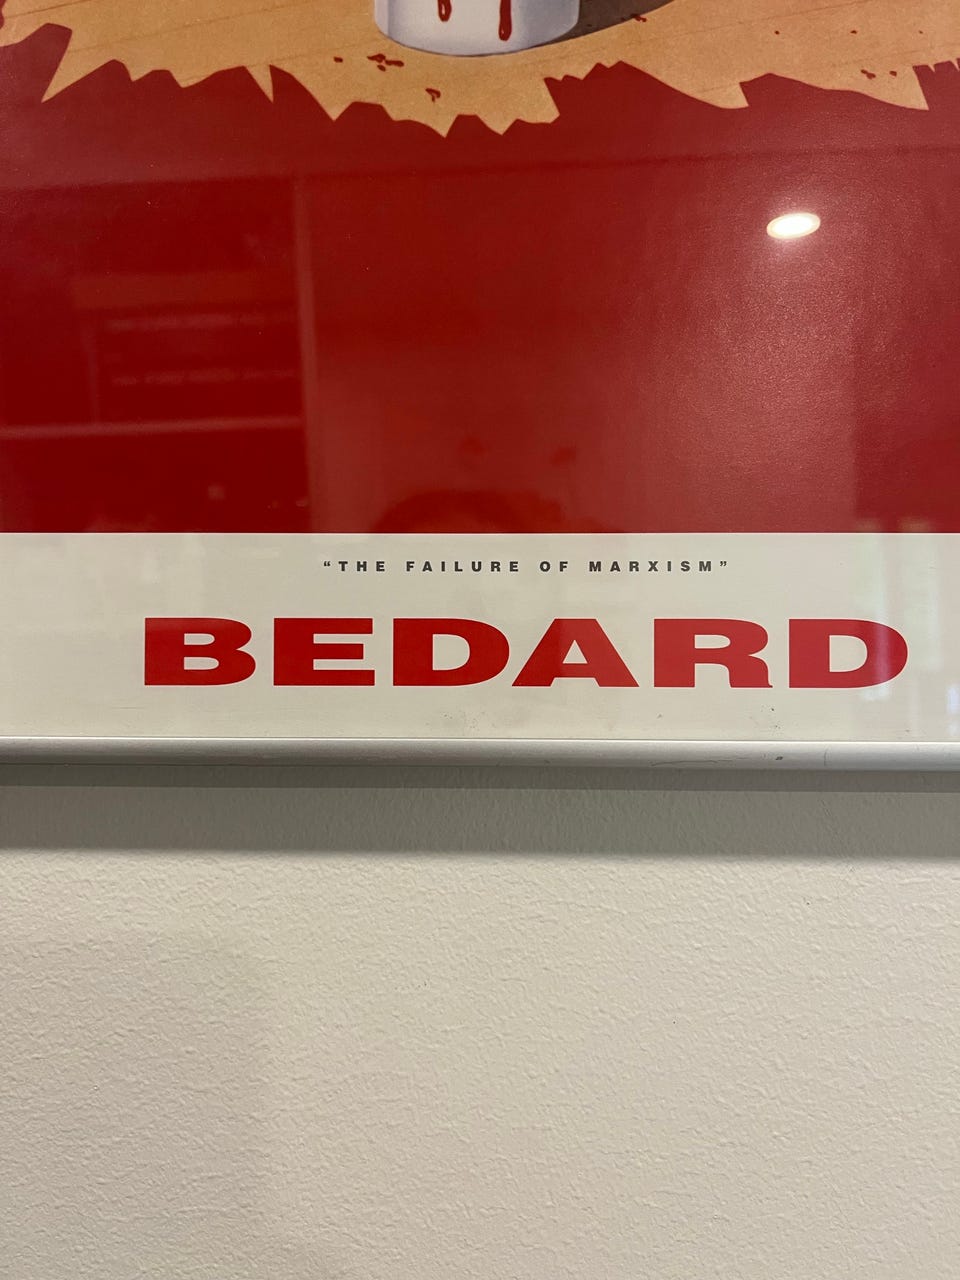 “THE FAILURE OF MARXISM”
BEDARD